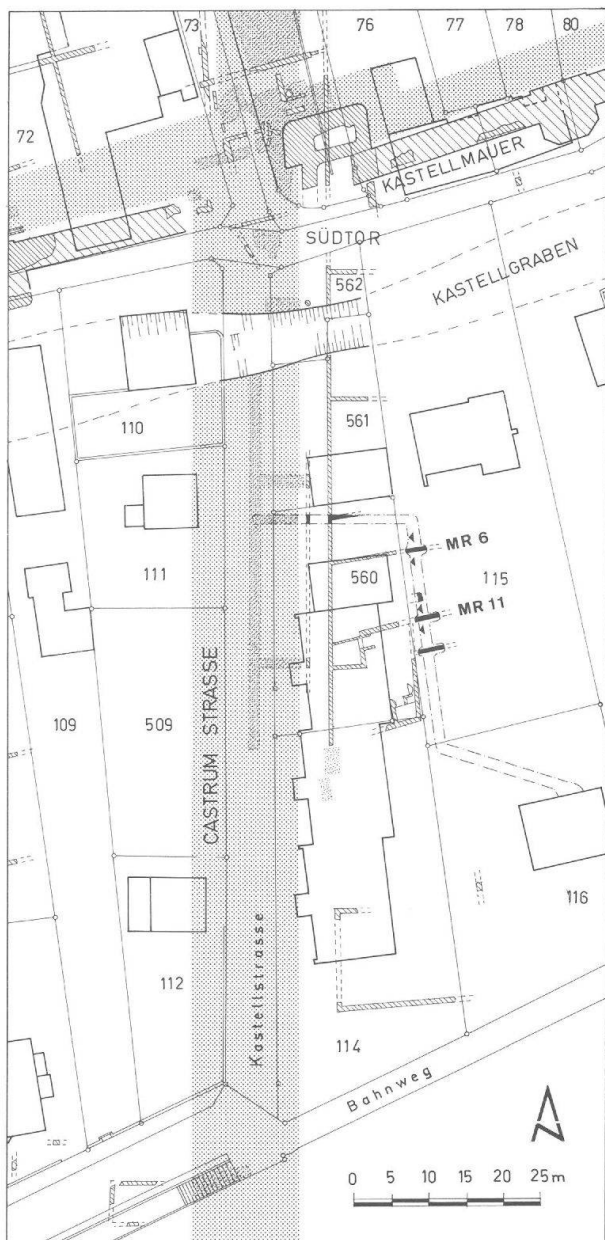 73
76
77
78
80
72
KASTELLMAUER
SÜDTOR
KASTELLGRABEN
562
561
110
MR 6
560
115
111
MR 11
CASTRUM STRASSE
109
509
116
112
Kastellstrasse
114
Bahnweg
N
0 5 10 15 20 25 m